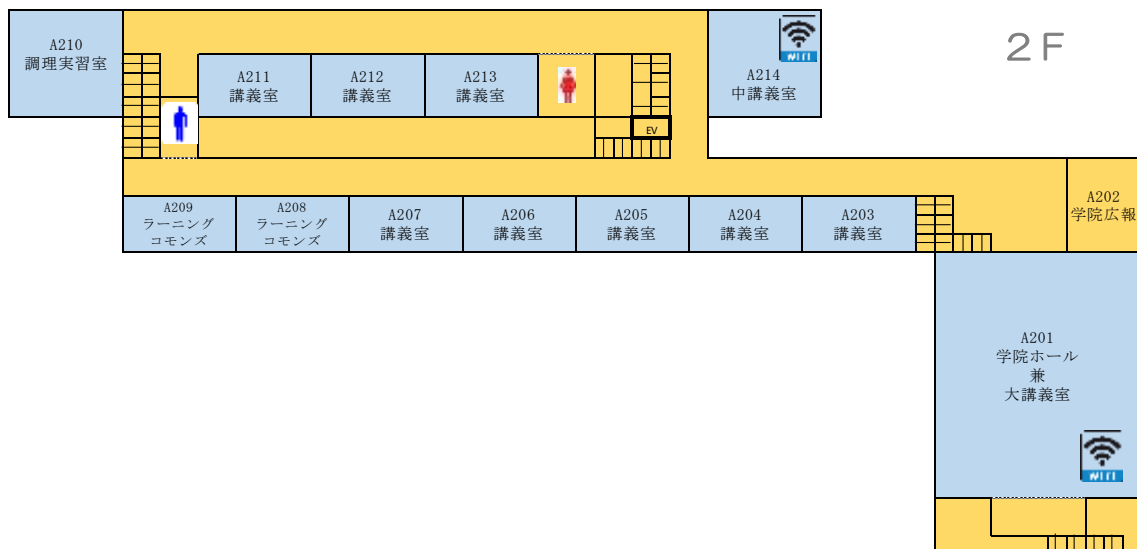 2F
A210
調理実習室
A211
講義室
A212
講義室
A213
講義室
A214
中講義室
EV
A209
ラーニング
コモンズ
A208
ラーニング
コモンズ
A207
講義室
A206
講義室
A205
講義室
A204
講義室
A203
講義室
A202
学院広報
A201
学院ホール
兼
大講義室